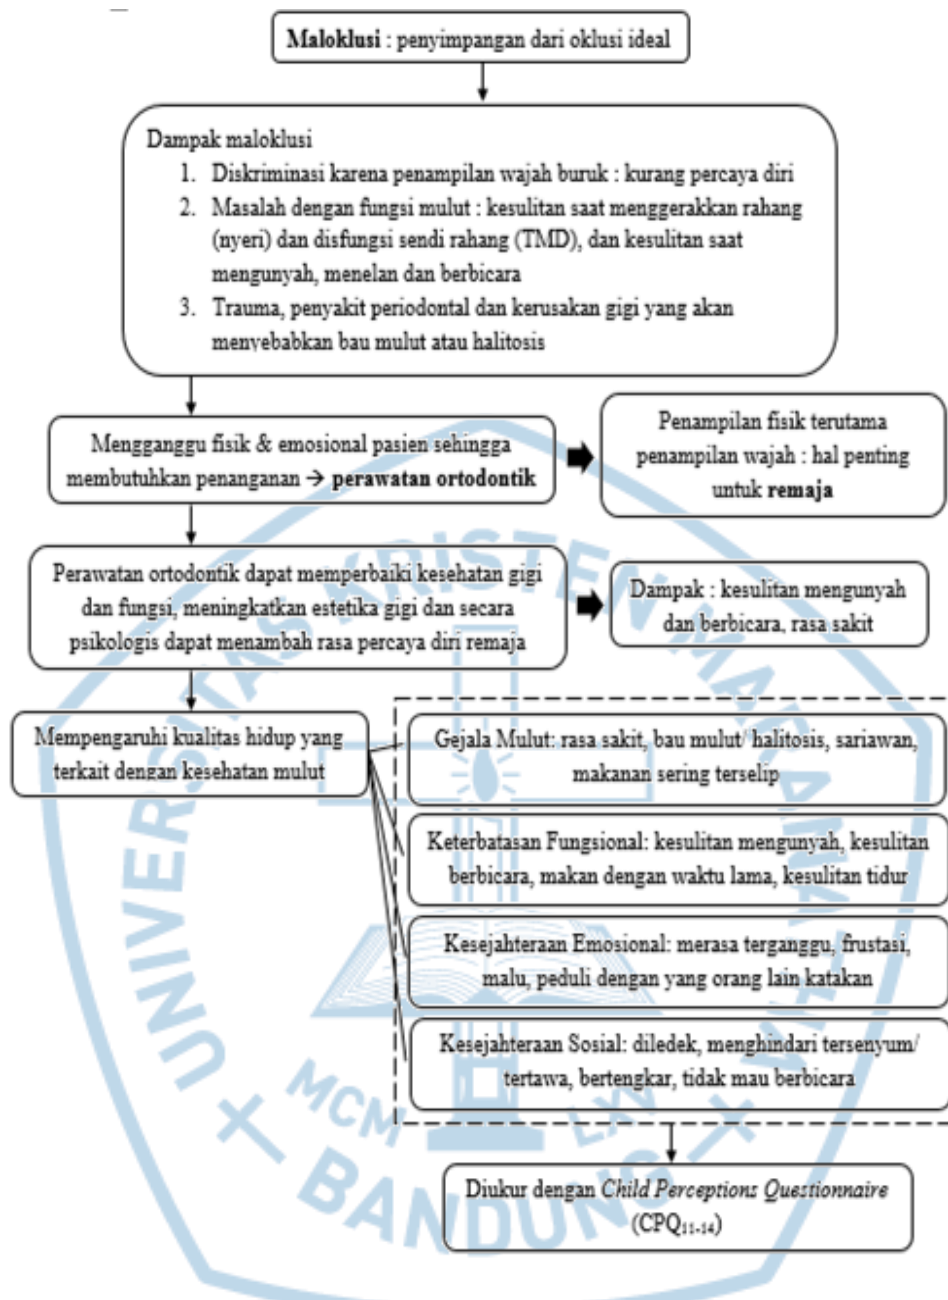 Maloklusi : penyimpangan dari oklusi ideal
Dampak maloklusi
1. Diskriminasi karena penampilan wajah buruk : kurang percaya diri
2. Masalah dengan fungsi mulut : kesulitan saat menggerakkan rahang
(nyeri) dan disfungsi sendi rahang (TMD), dan kesulitan saat
mengunyah, menelan dan berbicara
3. Trauma, penyakit periodontal dan kerusakan gigi yang akan
menyebabkan bau mulut atau halitosis
Mengganggu fisik & emosional pasien sehingga
membutuhkan penanganan → perawatan ortodontik
Penampilan fisik terutama
penampilan wajah : hal penting
untuk remaja
Perawatan ortodontik dapat memperbaiki kesehatan gigi
dan fungsi, meningkatkan estetika gigi dan secara
psikologis dapat menambah rasa percaya diri remaja
Dampak : kesulitan mengunyah
dan berbicara, rasa sakit
Mempengaruhi kualitas hidup yang
terkait dengan kesehatan mulut
Gejala Mulut: rasa sakit, bau mulut/ halitosis, sariawan,
makanan sering terselip
Keterbatasan Fungsional: kesulitan mengunyah, kesulitan
berbicara, makan dengan waktu lama, kesulitan tidur
Kesejahteraan Emosional: merasa terganggu, frustasi,
malu, peduli dengan yang orang lain katakan
Kesejahteraan Sosial: diledek, menghindari tersenyum/
tertawa, bertengkar, tidak mau berbicara
Diukur dengan Child Perceptions Questionnaire
(CPQ11-14)
UNIVERSITAS KRISTEN MARANATHA
MCM LXV
BANDUNG